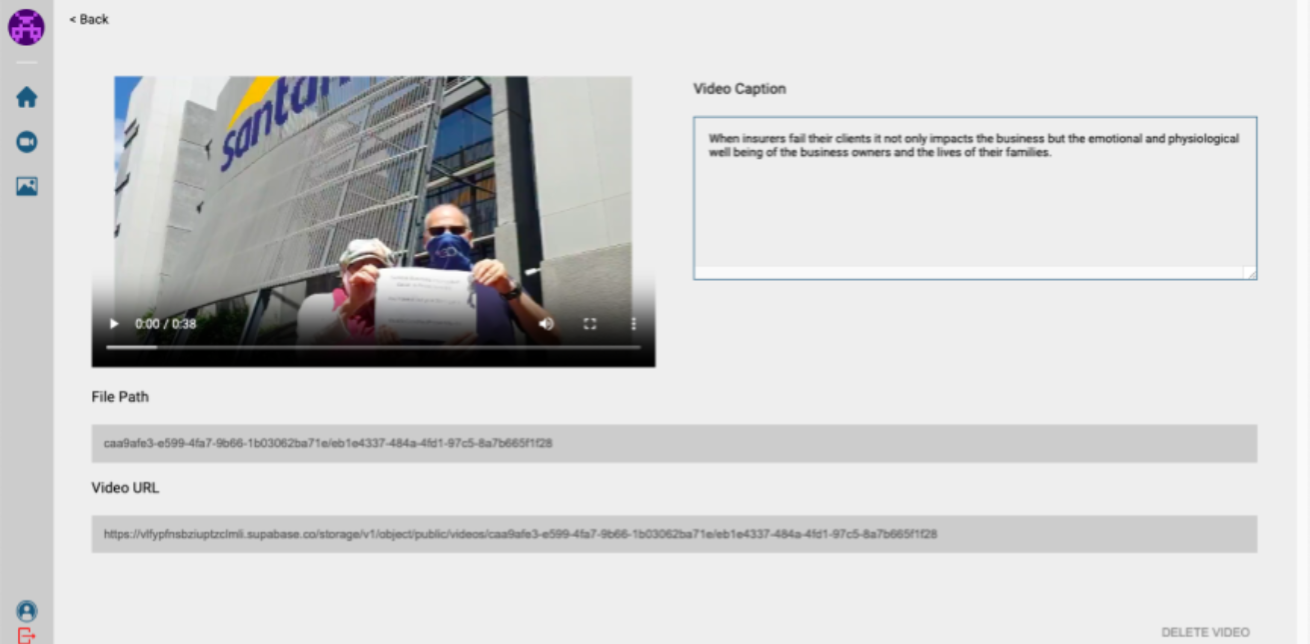 < Back
santam
Video Caption
When insurers fail their clients it not only impacts the business but the emotional and physiological
well being of the business owners and the lives of their families.
0:00 / 0:38
File Path
caa9afe3-e599-4fa7-9b66-1b03062ba71e/eb1e4337-484a-4fd1-97c5-8a7b665f1f28
Video URL
https://vlfypfnsbziuptzclmli.supabase.co/storage/v1/object/public/videos/caa9afe3-e599-4fa7-9b66-1b03062ba71e/eb1e4337-484a-4fd1-97c5-8a7b665f1f28
DELETE VIDEO